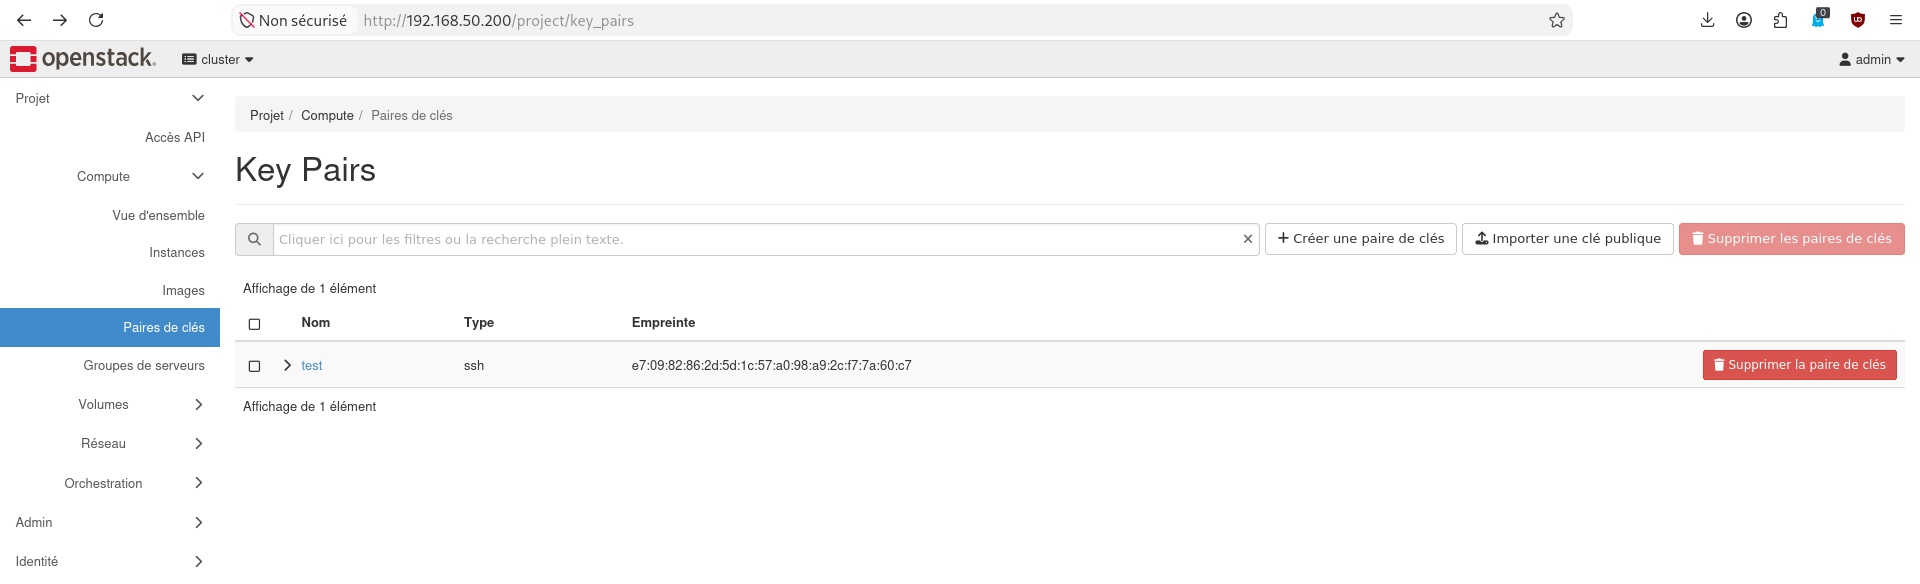 Non sécurisé http://192.168.50.200/project/key_pairs 0
openstack. cluster admin
Projet
Accès API
Compute
Vue d'ensemble
Instances
Images
Paires de clés
Groupes de serveurs
Volumes
Réseau
Orchestration
Admin
Identité
Projet / Compute / Paires de clés
Key Pairs
Cliquer ici pour les filtres ou la recherche plein texte. Créer une paire de clés Importer une clé publique Supprimer les paires de clés
Affichage de 1 élément
Nom Type Empreinte
test ssh e7:09:82:86:2d:5d:1c:57:a0:98:a9:2c:f7:7a:60:c7 Supprimer la paire de clés
Affichage de 1 élément